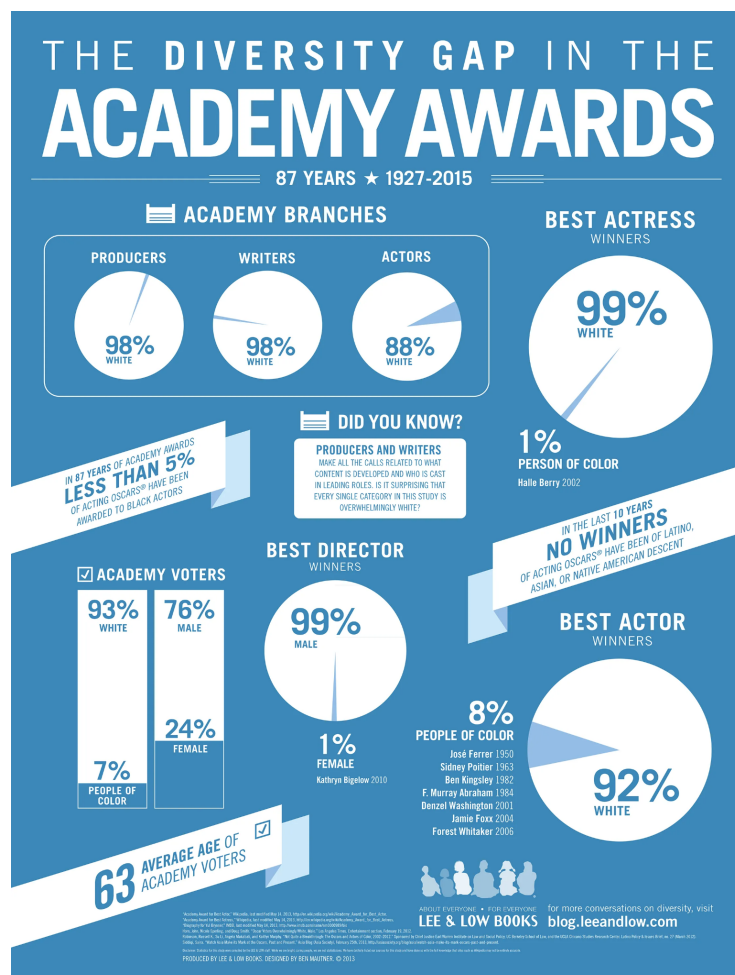 THE DIVERSITY GAP IN THE
ACADEMY AWARDS
87 YEARS ★ 1927-2015
ACADEMY BRANCHES
PRODUCERS
98%
WHITE
WRITERS
98%
WHITE
ACTORS
88%
WHITE
BEST ACTRESS
WINNERS
99%
WHITE
1%
PERSON OF COLOR
Halle Berry 2002
IN 87 YEARS OF ACADEMY AWARDS
LESS THAN 5%
OF ACTING OSCARS® HAVE BEEN
AWARDED TO BLACK ACTORS
DID YOU KNOW?
PRODUCERS AND WRITERS
MAKE ALL THE CALLS RELATED TO WHAT
CONTENT IS DEVELOPED AND WHO IS CAST
IN LEADING ROLES. IS IT SURPRISING THAT
EVERY SINGLE CATEGORY IN THIS STUDY IS
OVERWHELMINGLY WHITE?
IN THE LAST 10 YEARS
NO WINNERS
OF ACTING OSCARS® HAVE BEEN OF LATINO,
ASIAN, OR NATIVE AMERICAN DESCENT
ACADEMY VOTERS
93%
WHITE
7%
PEOPLE OF
COLOR
76%
MALE
24%
FEMALE
BEST DIRECTOR
WINNERS
99%
MALE
1%
FEMALE
Kathryn Bigelow 2010
BEST ACTOR
WINNERS
8%
PEOPLE OF COLOR
José Ferrer 1950
Sidney Poitier 1963
Ben Kingsley 1982
F. Murray Abraham 1984
Denzel Washington 2001
Jamie Foxx 2004
Forest Whitaker 2006
92%
WHITE
63 AVERAGE AGE OF
ACADEMY VOTERS
ABOUT EVERYONE • FOR EVERYONE
LEE & LOW BOOKS
for more conversations on diversity, visit
blog.leeandlow.com
PRODUCED BY LEE & LOW BOOKS. DESIGNED BY BEN MAUTNER. © 2013